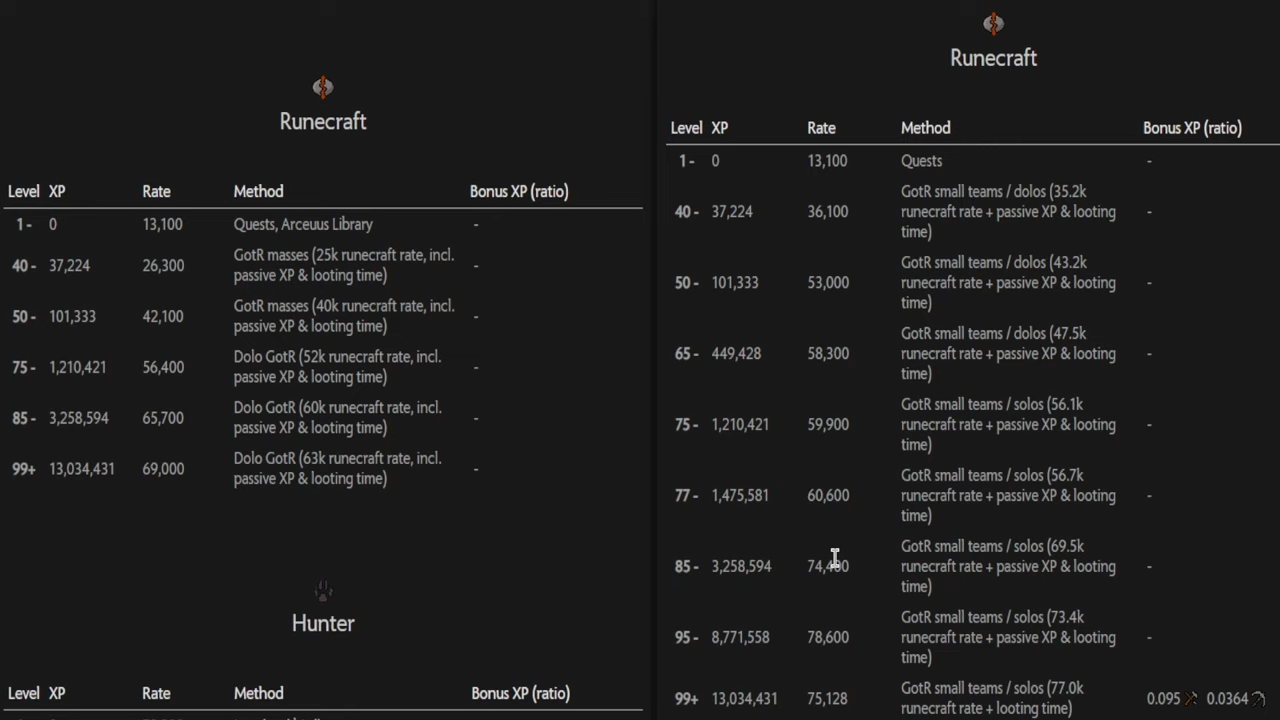 Runecraft
Level XP Rate Method Bonus XP (ratio)
1 - 0 13,100 Quests, Arceuus Library -
40 - 37,224 26,300 GotR masses (25k runecraft rate, incl.
passive XP & looting time) -
50 - 101,333 42,100 GotR masses (40k runecraft rate, incl.
passive XP & looting time) -
75 - 1,210,421 56,400 Dolo GotR (52k runecraft rate, incl.
passive XP & looting time) -
85 - 3,258,594 65,700 Dolo GotR (60k runecraft rate, incl.
passive XP & looting time) -
99+ 13,034,431 69,000 Dolo GotR (63k runecraft rate, incl.
passive XP & looting time) -
Hunter
Level XP Rate Method Bonus XP (ratio)
Runecraft
Level XP Rate Method Bonus XP (ratio)
1 - 0 13,100 Quests -
GotR small teams / dolos (35.2k
40 - 37,224 36,100 runecraft rate + passive XP & looting -
time)
GotR small teams / dolos (43.2k
50 - 101,333 53,000 runecraft rate + passive XP & looting -
time)
GotR small teams / dolos (47.5k
65 - 449,428 58,300 runecraft rate + passive XP & looting -
time)
GotR small teams / solos (56.1k
75 - 1,210,421 59,900 runecraft rate + passive XP & looting -
time)
GotR small teams / solos (56.7k
77 - 1,475,581 60,600 runecraft rate + passive XP & looting -
time)
GotR small teams / solos (69.5k
85 - 3,258,594 runecraft rate + passive XP & looting -
time)
GotR small teams / solos (73.4k
95 - 8,771,558 78,600 runecraft rate + passive XP & looting -
time)
GotR small teams / solos (77.0k
99+ 13,034,431 75,128 runecraft rate + looting time) 0.095 0.0364